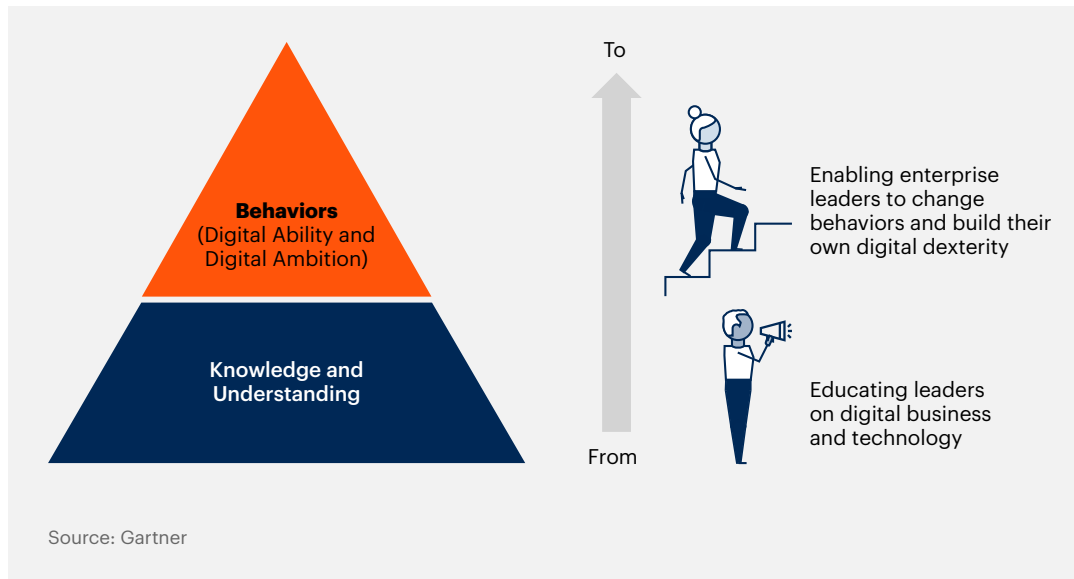 Behaviors
(Digital Ability and
Digital Ambition)
Knowledge and
Understanding
To
From
Enabling enterprise
leaders to change
behaviors and build their
own digital dexterity
Educating leaders
on digital business
and technology
Source: Gartner